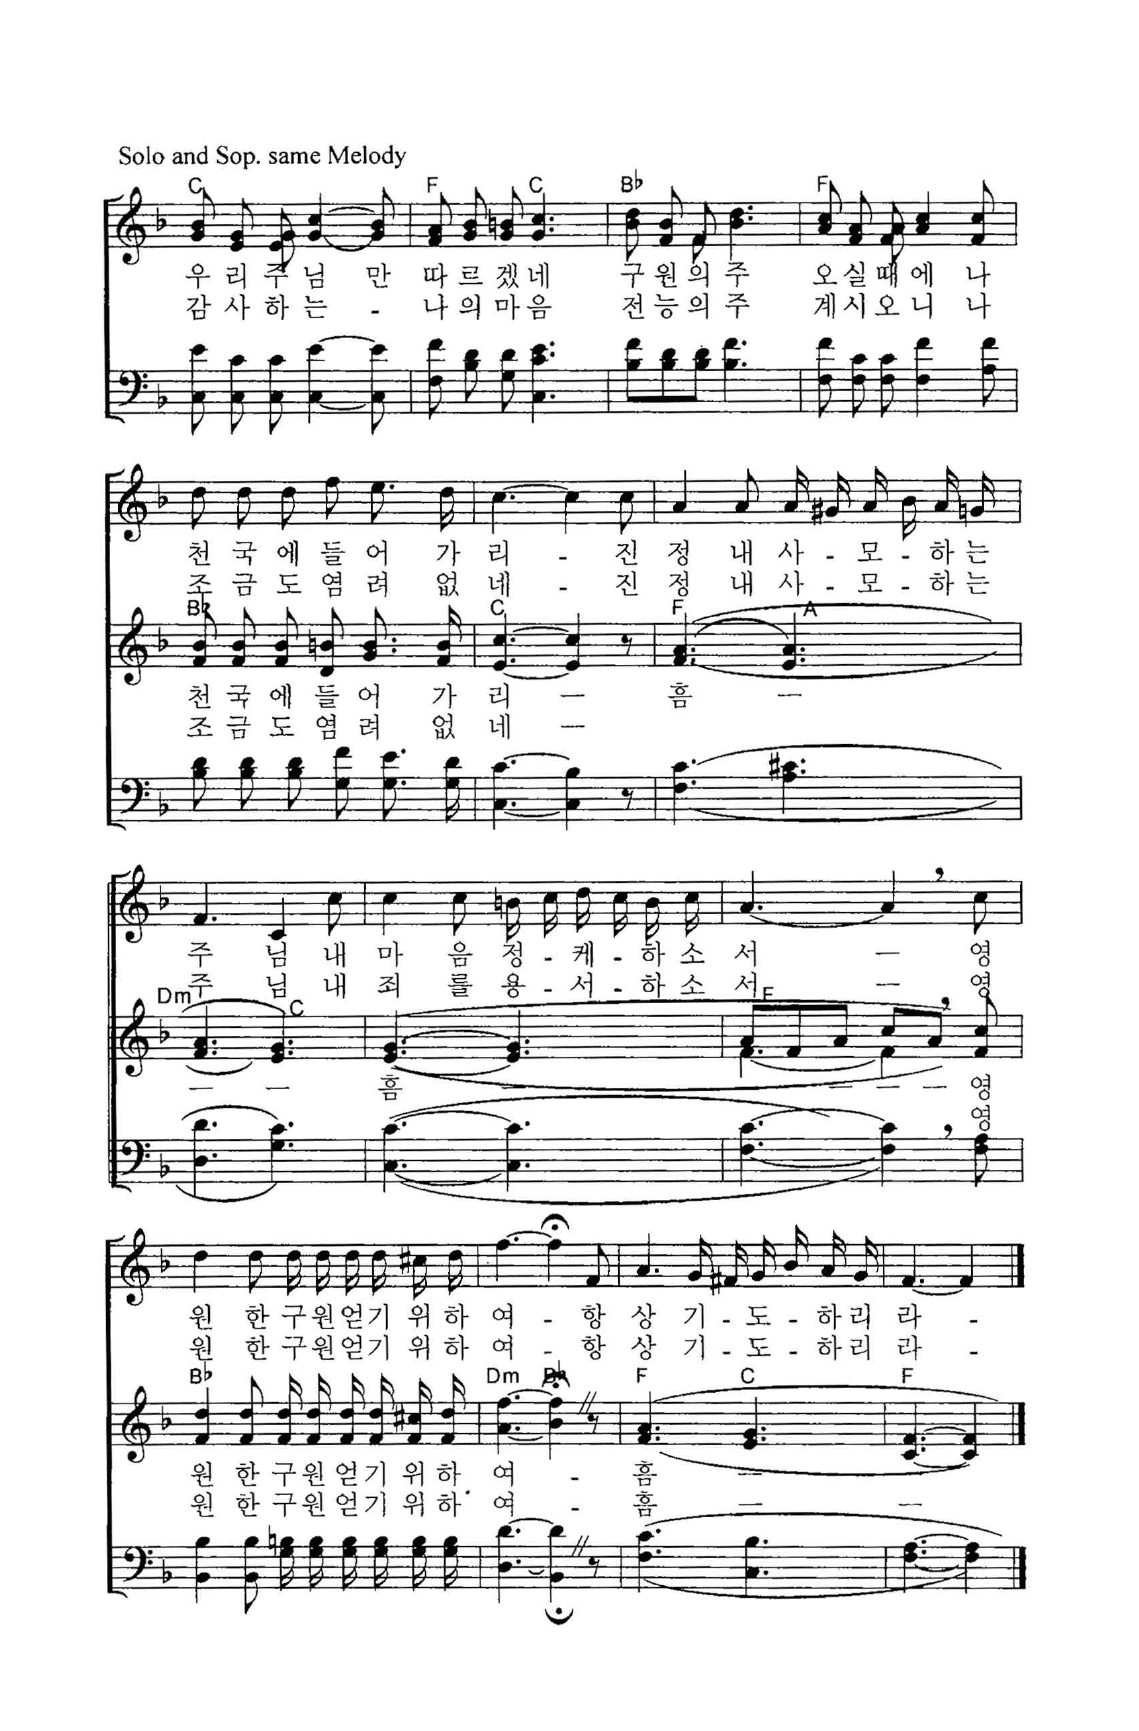 Solo and Sop. same Melody
C F C B♭ F
우 리 주 님 만 따 르 겠 네 구 원 의 주 오 실 때 에 나
감 사 하 는 - 나 의 마 음 전 능 의 주 계 시 오 니 나
천 국 에 들 어 가 리 - 진 정 내 사 - 모 - 하 는
조 금 도 염 려 없 네 - 진 정 내 사 - 모 - 하 는
B♭ C F A
천 국 에 들 어 가 리 — 흠 —
조 금 도 염 려 없 네 —
주 님 내 마 음 정 - 케 - 하 소 서 — 영
주 님 내 죄 를 용 - 서 - 하 소 서 — 영
Dm C F
— — 흠 — — — — 영
영
원 한 구 원 얻 기 위 하 여 - 항 상 기 - 도 - 하 리 라 -
원 한 구 원 얻 기 위 하 여 - 항 상 기 - 도 - 하 리 라 -
B♭ Dm B♭ F C F
원 한 구 원 얻 기 위 하 여 - 흠 —
원 한 구 원 얻 기 위 하 여 - 흠 — —